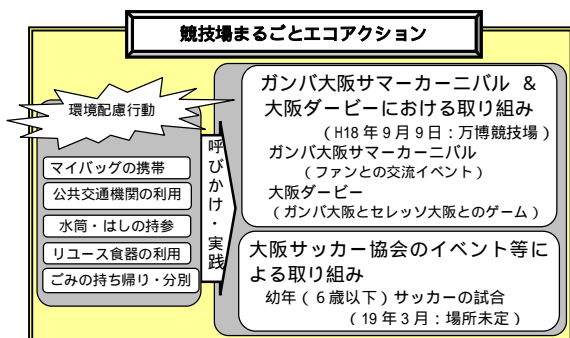 競技場まるごとエコアクション
環境配慮行動
マイバッグの携帯
公共交通機関の利用
水筒・はしの持参
リユース食器の利用
ごみの持ち帰り・分別
呼びかけ・実践
ガンバ大阪サマーカーニバル &
大阪ダービーにおける取り組み
(H18年9月9日:万博競技場)
ガンバ大阪サマーカーニバル
(ファンとの交流イベント)
大阪ダービー
(ガンバ大阪とセレッソ大阪とのゲーム)
大阪サッカー協会のイベント等に
よる取り組み
幼年(6歳以下)サッカーの試合
(19年3月:場所未定)